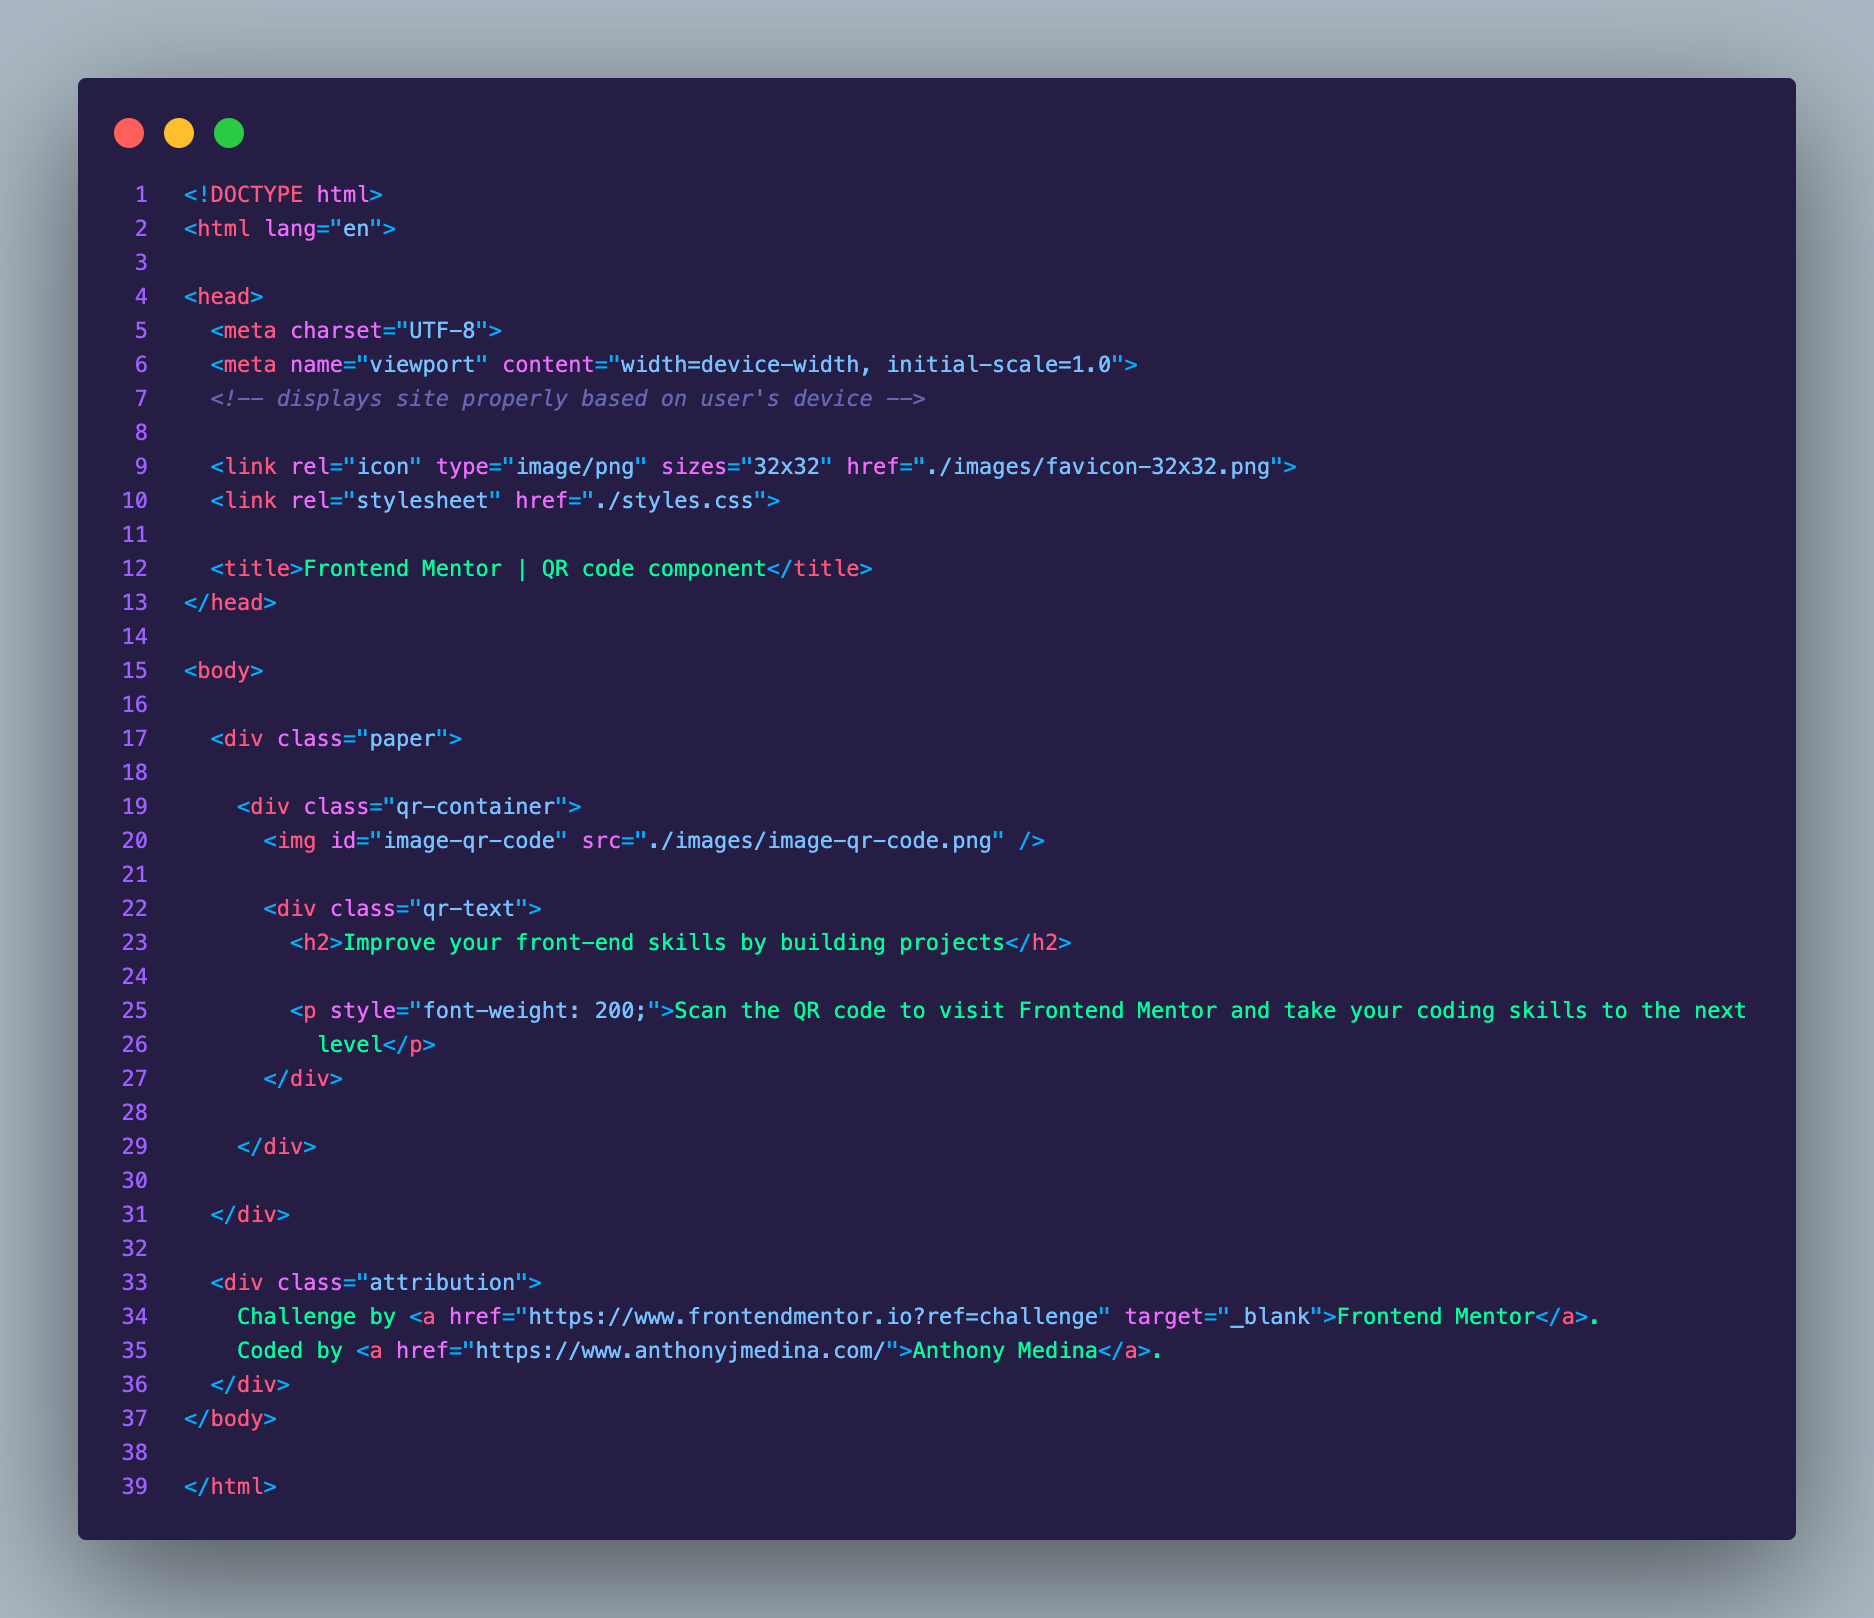 1 <!DOCTYPE html>
2 <html lang="en">
3
4 <head>
5   <meta charset="UTF-8">
6   <meta name="viewport" content="width=device-width, initial-scale=1.0">
7   <!-- displays site properly based on user's device -->
8
9   <link rel="icon" type="image/png" sizes="32x32" href="./images/favicon-32x32.png">
10   <link rel="stylesheet" href="./styles.css">
11
12   <title>Frontend Mentor | QR code component</title>
13 </head>
14
15 <body>
16
17   <div class="paper">
18
19     <div class="qr-container">
20       <img id="image-qr-code" src="./images/image-qr-code.png" />
21
22       <div class="qr-text">
23         <h2>Improve your front-end skills by building projects</h2>
24
25         <p style="font-weight: 200;">Scan the QR code to visit Frontend Mentor and take your coding skills to the next
26           level</p>
27       </div>
28
29     </div>
30
31   </div>
32
33   <div class="attribution">
34     Challenge by <a href="https://www.frontendmentor.io?ref=challenge" target="_blank">Frontend Mentor</a>.
35     Coded by <a href="https://www.anthonyjmedina.com/">Anthony Medina</a>.
36   </div>
37 </body>
38
39 </html>